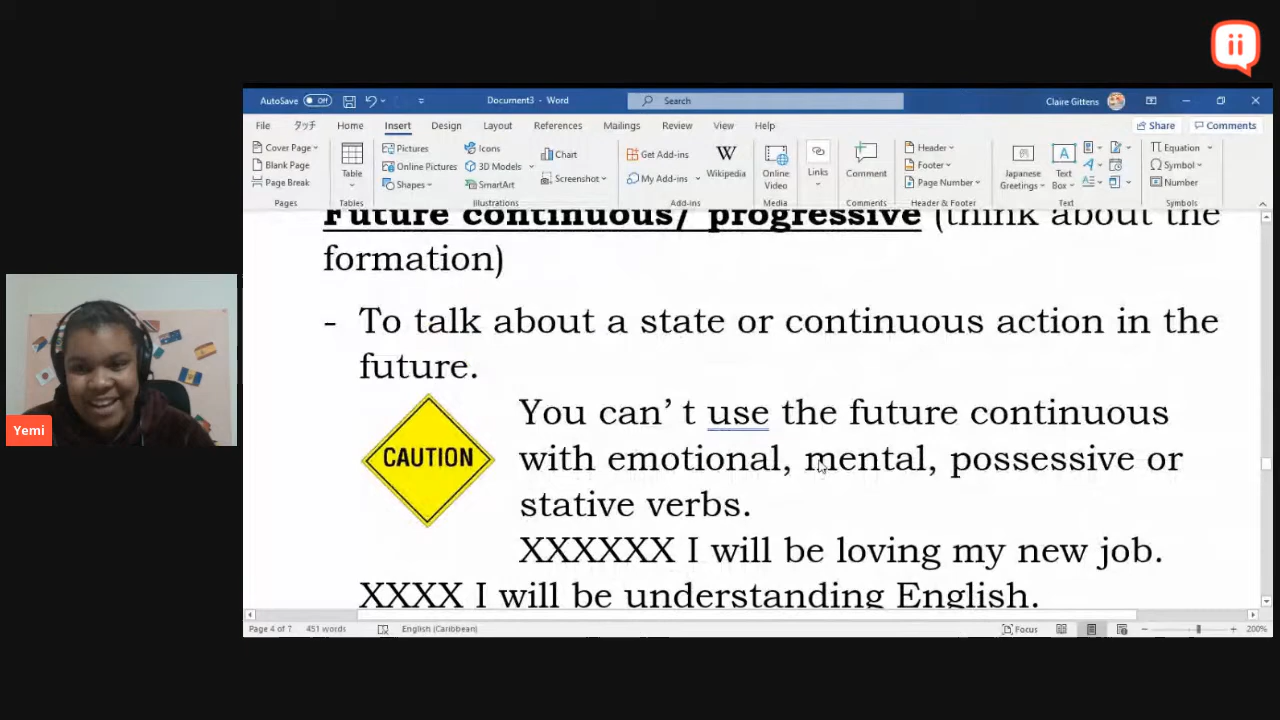 ii
AutoSave Off Document3 - Word Search Claire Gittens
File タッチ Home Insert Design Layout References Mailings Review View Help Share Comments
Cover Page
Blank Page
Page Break
Pages
Table
Tables
Pictures
Online Pictures
Shapes
Icons
3D Models
SmartArt
Chart
Screenshot
Illustrations
Get Add-ins
My Add-ins
Wikipedia
Add-ins
Online
Video
Media
Links
Comment
Comments
Header
Footer
Page Number
Header & Footer
Japanese
Greetings
Text
Box
Text
Equation
Symbol
Number
Symbols
Future continuous/ progressive (think about the
formation)
- To talk about a state or continuous action in the
future.
CAUTION
You can’ t use the future continuous
with emotional, mental, possessive or
stative verbs.
XXXXXX I will be loving my new job.
XXXX I will be understanding English.
Yemi
Page 4 of 7 451 words English (Caribbean) Focus 200%